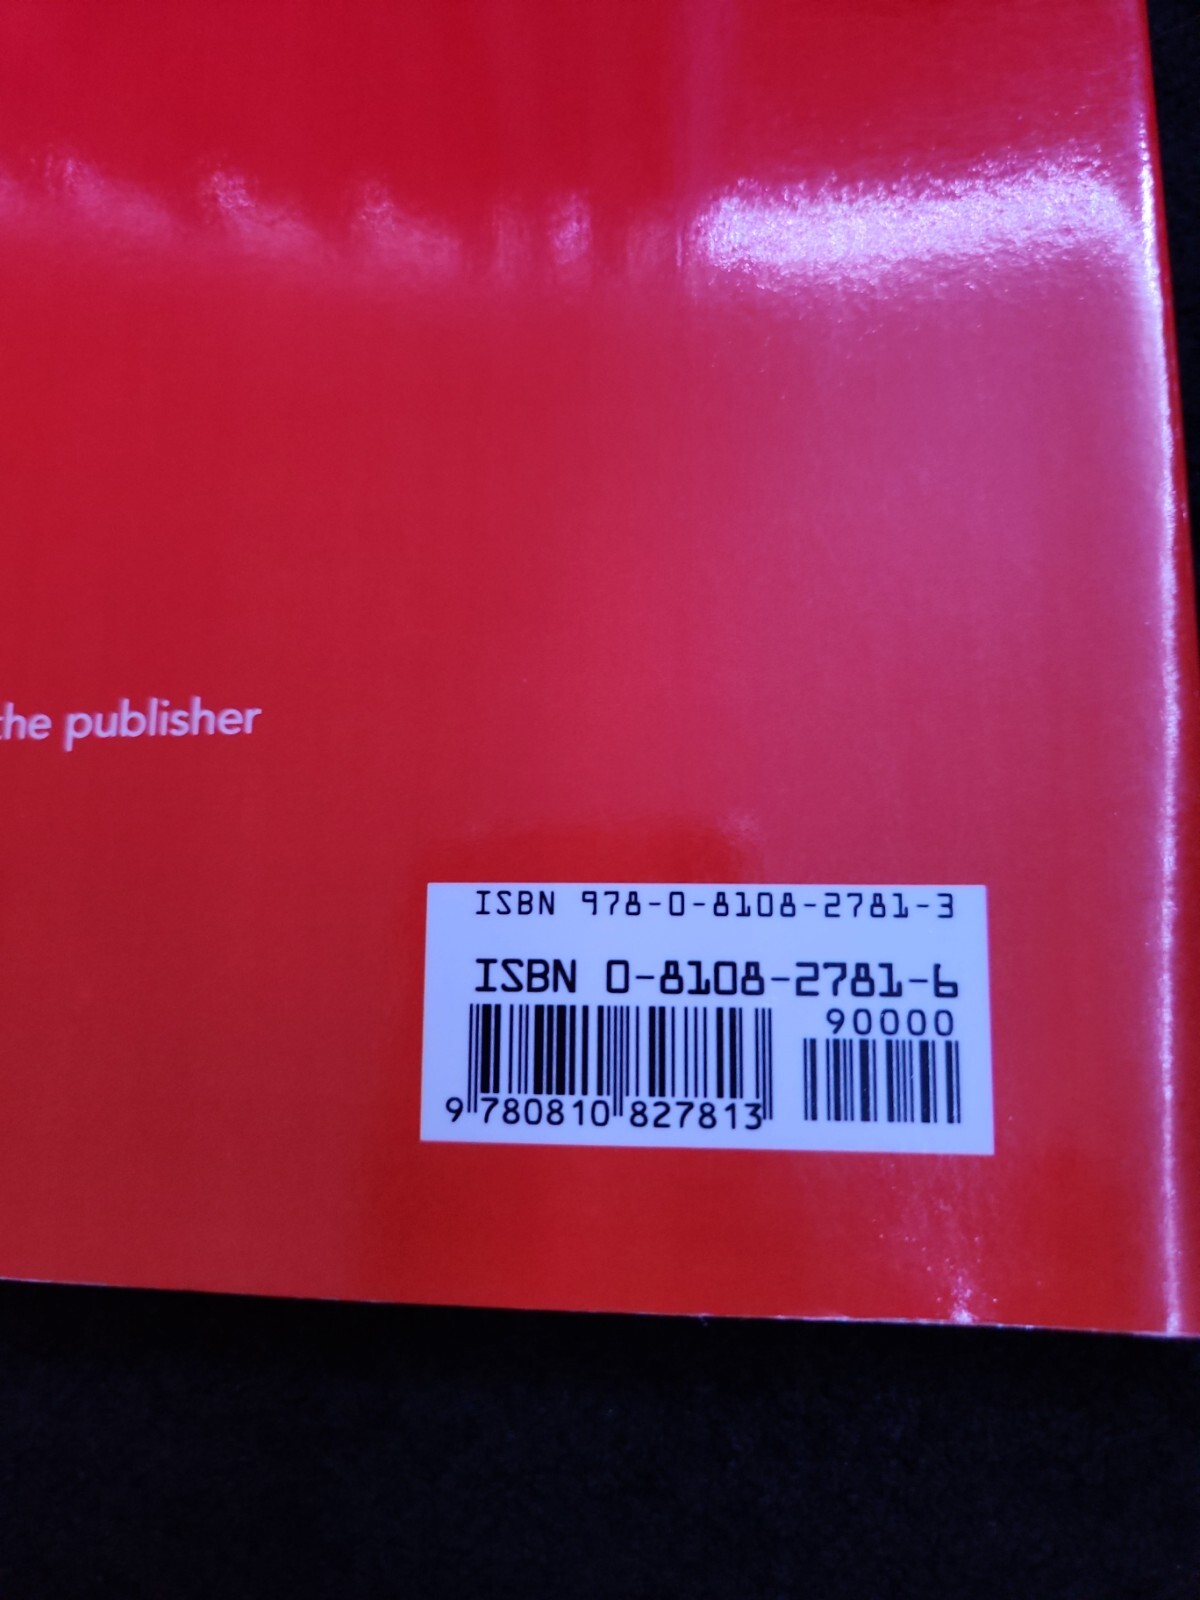 the publisher
ISBN 978-0-8108-2781-3
ISBN 0-8108-2781-6
90000
9 780810 827813